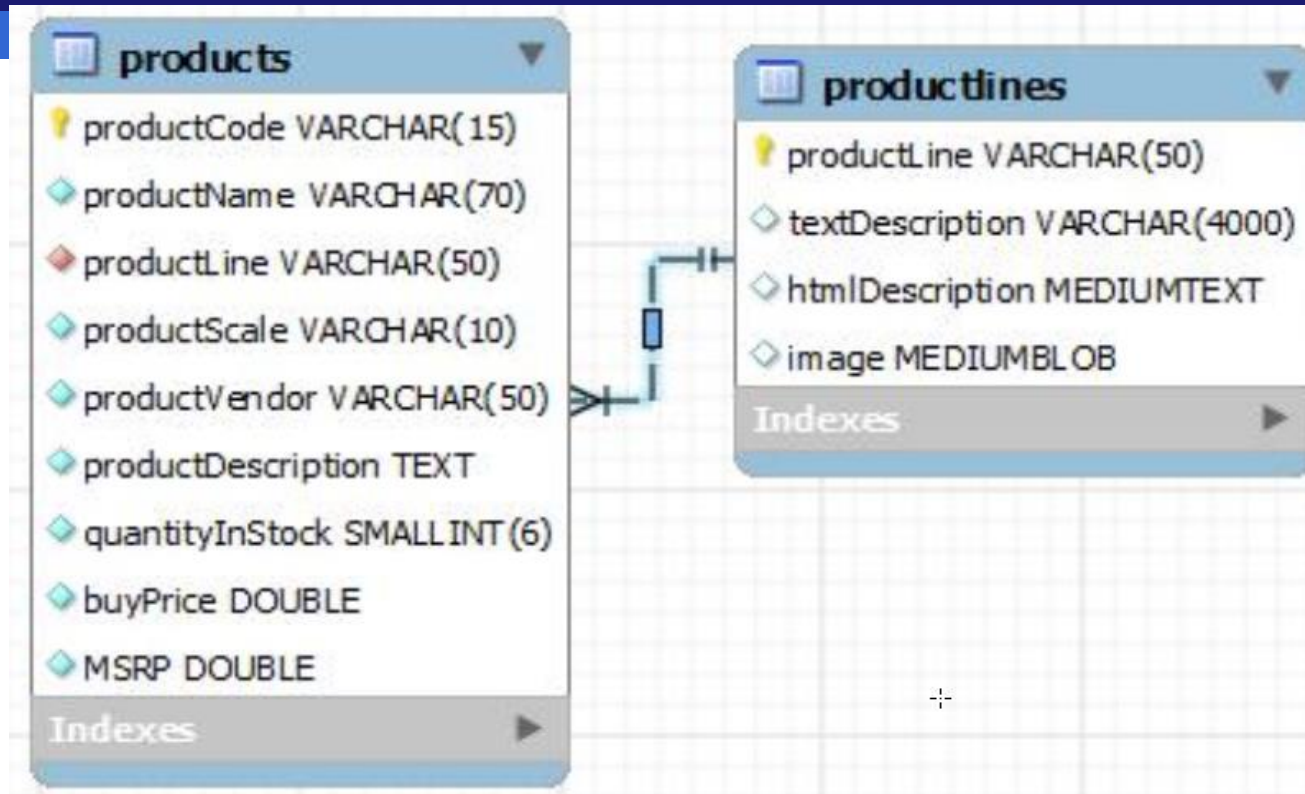 products
productCode VARCHAR(15)
productName VARCHAR(70)
productLine VARCHAR(50)
productScale VARCHAR(10)
productVendor VARCHAR(50)
productDescription TEXT
quantityInStock SMALLINT(6)
buyPrice DOUBLE
MSRP DOUBLE
Indexes
productlines
productLine VARCHAR(50)
textDescription VARCHAR(4000)
htmlDescription MEDIUMTEXT
image MEDIUMBLOB
Indexes